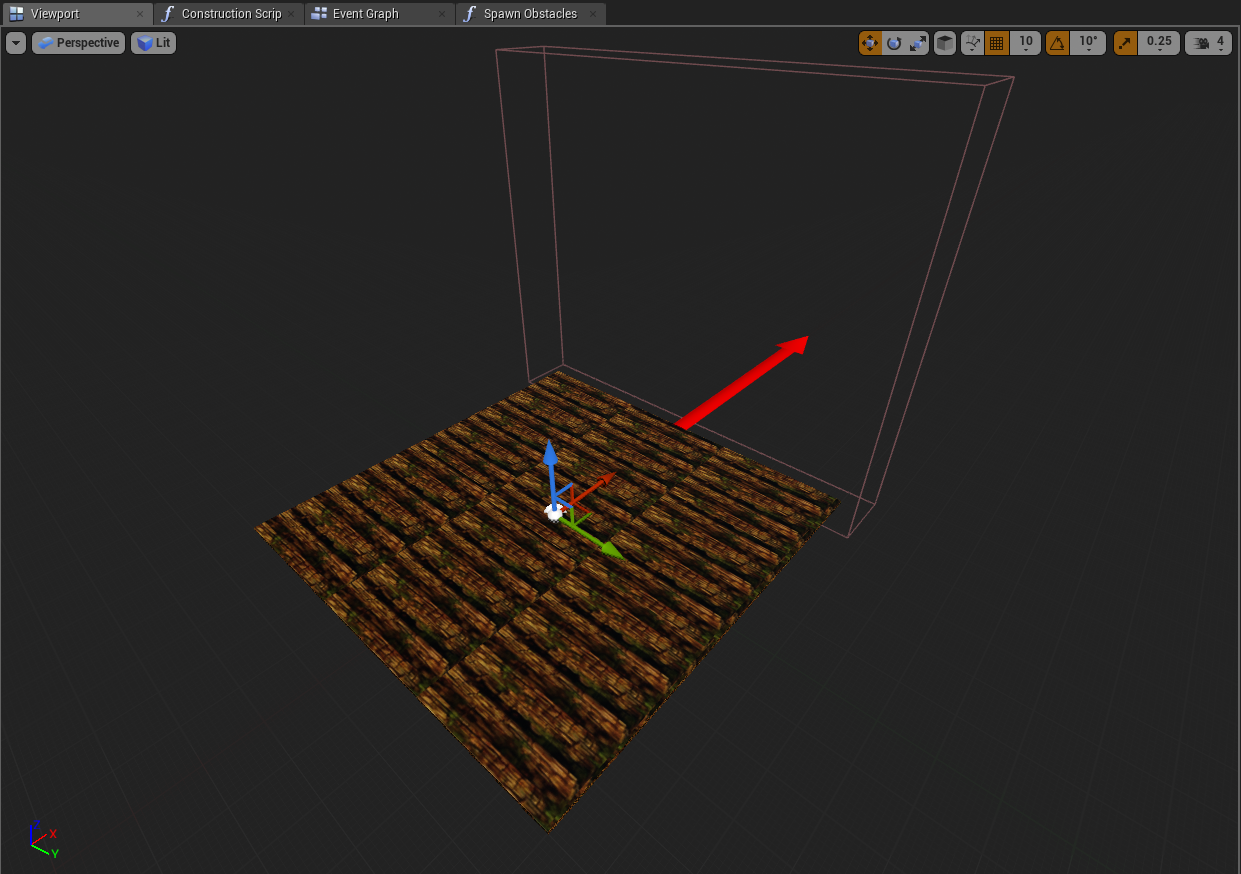 Viewport
Construction Scrip
Event Graph
Spawn Obstacles
Perspective
Lit
10
10°
0.25
4
Z
X
Y